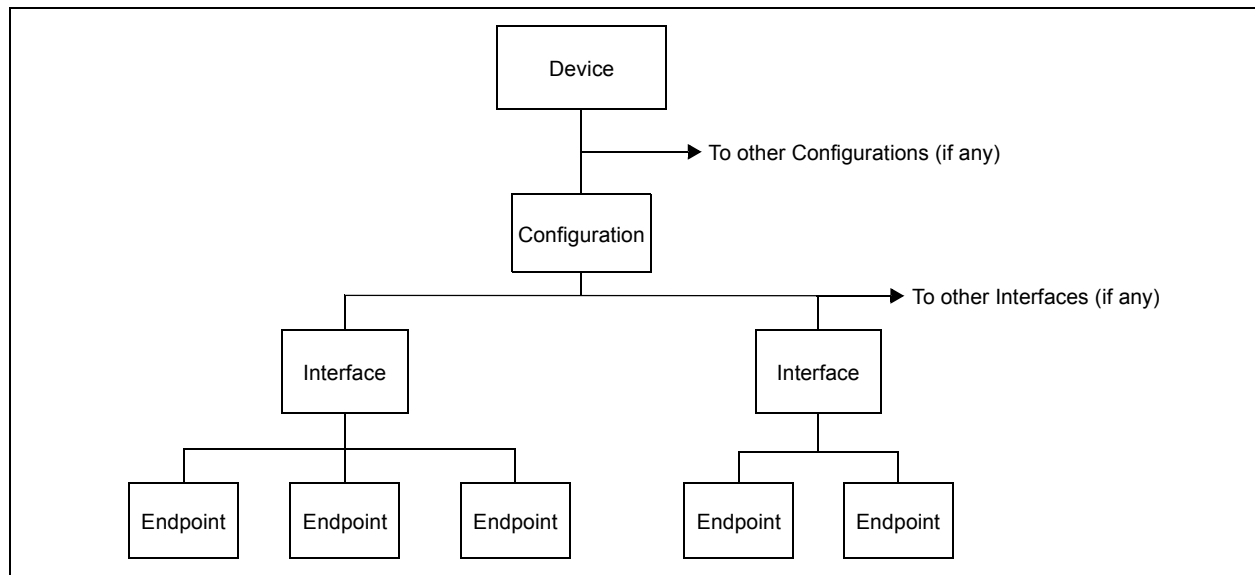 Device
To other Configurations (if any)
Configuration
To other Interfaces (if any)
Interface
Interface
Endpoint
Endpoint
Endpoint
Endpoint
Endpoint